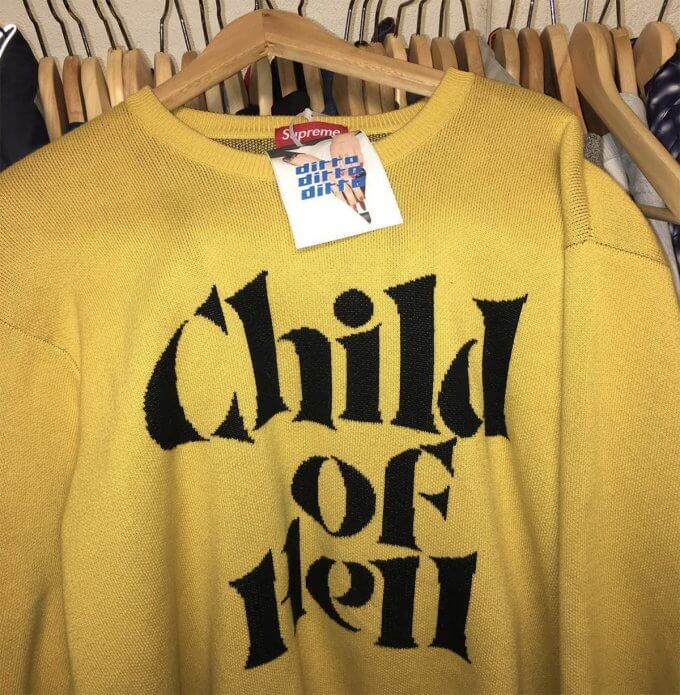 Supreme
ditto
ditto
ditto
Child
of
Hell